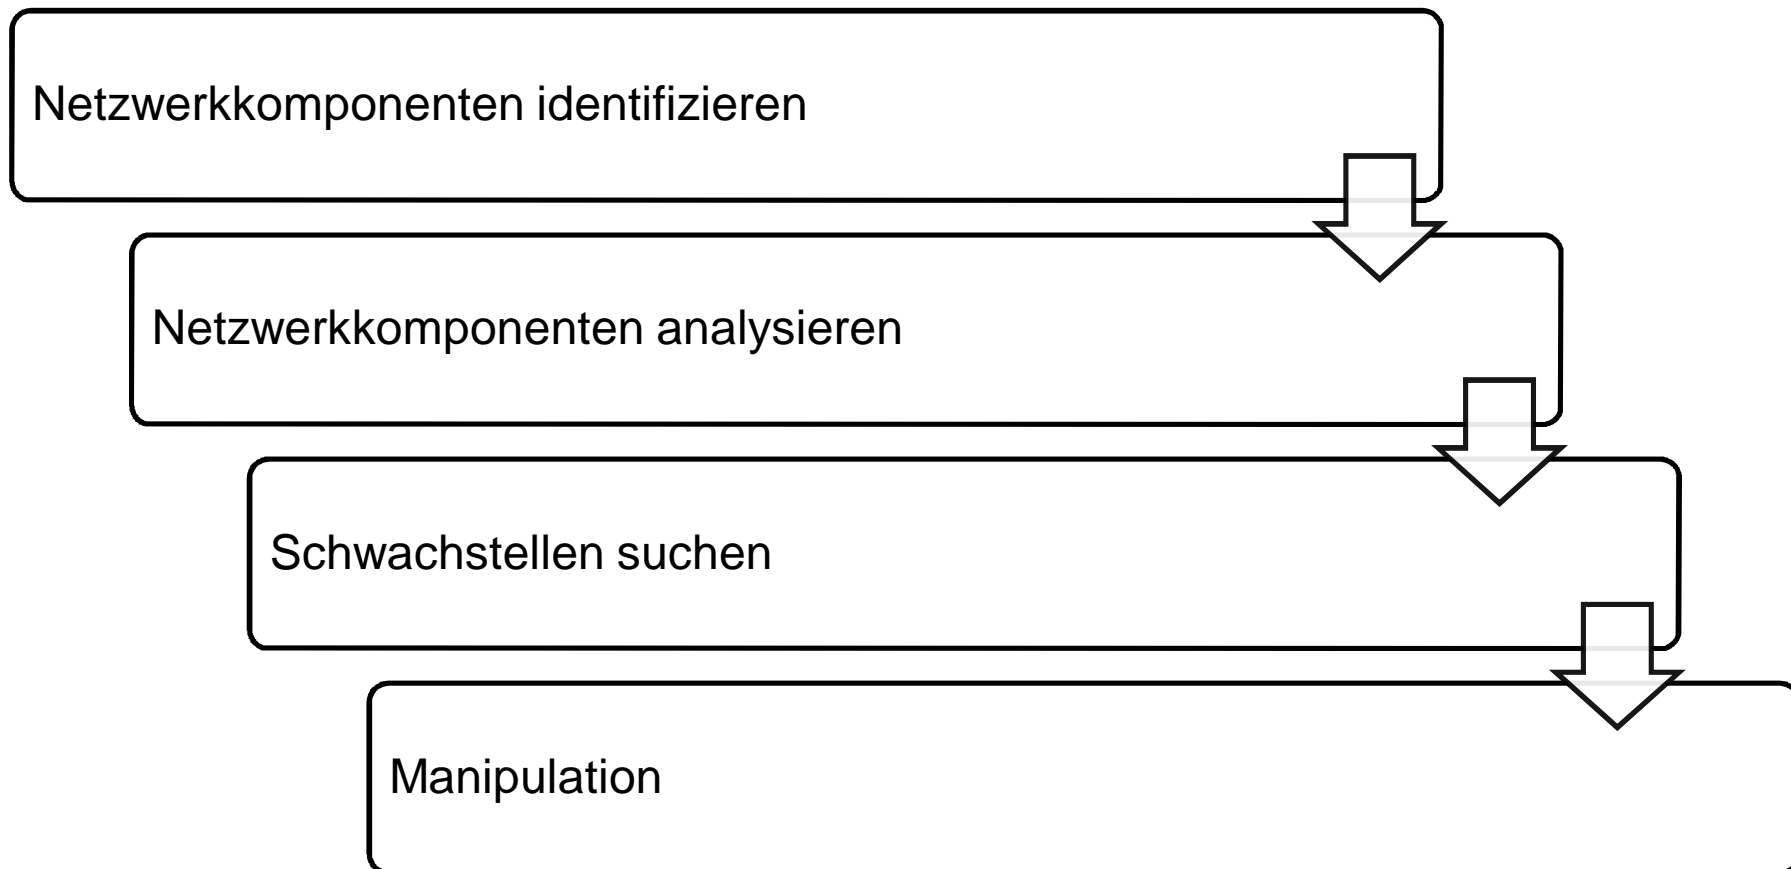 Netzwerkkomponenten identifizieren
Netzwerkkomponenten analysieren
Schwachstellen suchen
Manipulation